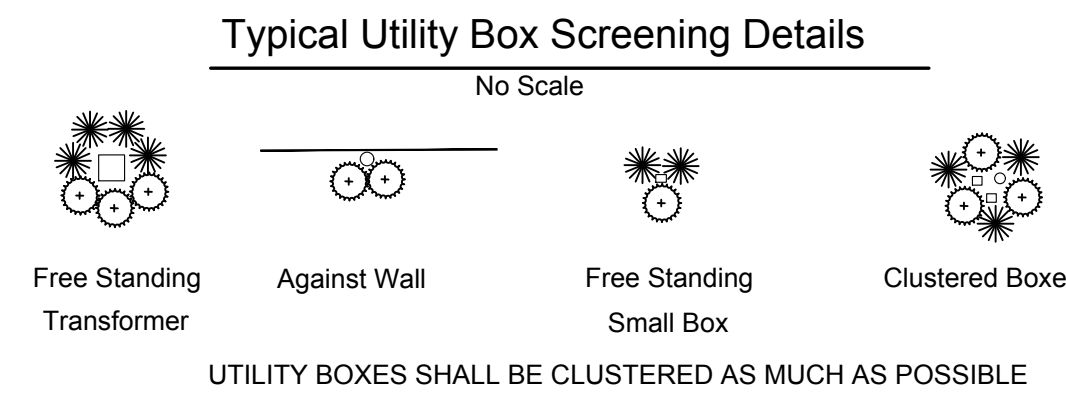 Typical Utility Box Screening Details
No Scale
Free Standing
Transformer
Against Wall
Free Standing
Small Box
Clustered Boxe
UTILITY BOXES SHALL BE CLUSTERED AS MUCH AS POSSIBLE